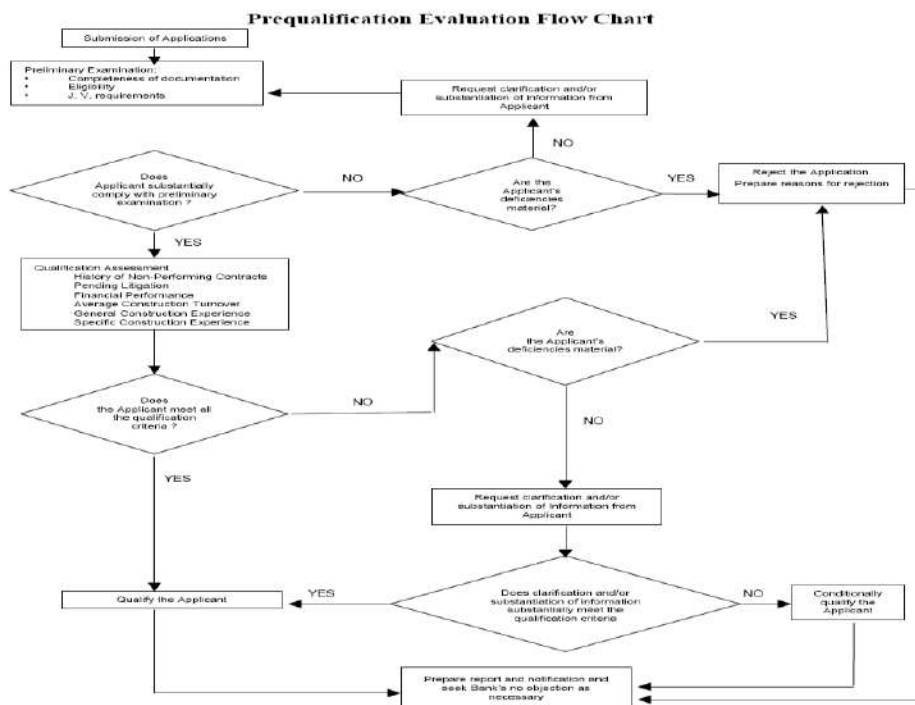 Prequalification Evaluation Flow Chart
Submission of Applications
Preliminary Examination:
• Completeness of documentation
• Eligibility
• J. V. requirements
Request clarification and/or
substantiation of information from
Applicant
NO
Does
Applicant substantially
comply with preliminary
examination ?
NO
Are the
Applicant's
deficiencies
material?
YES
Reject the Application
Prepare reasons for rejection
YES
Qualification Assessment
History of Non-Performing Contracts
Pending Litigation
Financial Performance
Average Construction Turnover
General Construction Experience
Specific Construction Experience
Are
the Applicant's
deficiencies material?
YES
Does
the Applicant meet all
the qualification
criteria ?
NO
NO
YES
Request clarification and/or
substantiation of information from
Applicant
Qualify the Applicant
YES
Does clarification and/or
substantiation of information
substantially meet the
qualification criteria
NO
Conditionally
qualify the
Applicant
Prepare report and notification and
seek Bank's no objection as
necessary